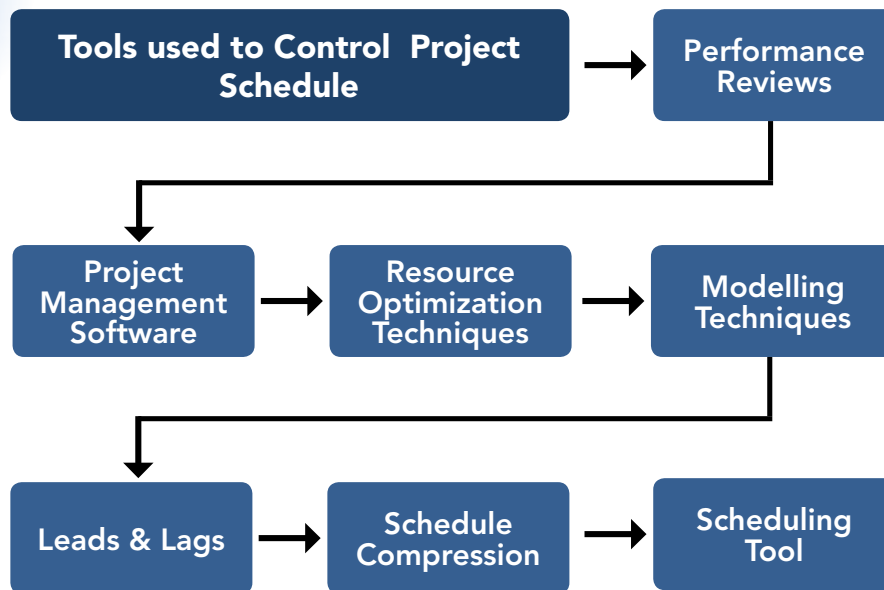 Tools used to Control Project
Schedule
Performance
Reviews
Project
Management
Software
Resource
Optimization
Techniques
Modelling
Techniques
Leads & Lags
Schedule
Compression
Scheduling
Tool